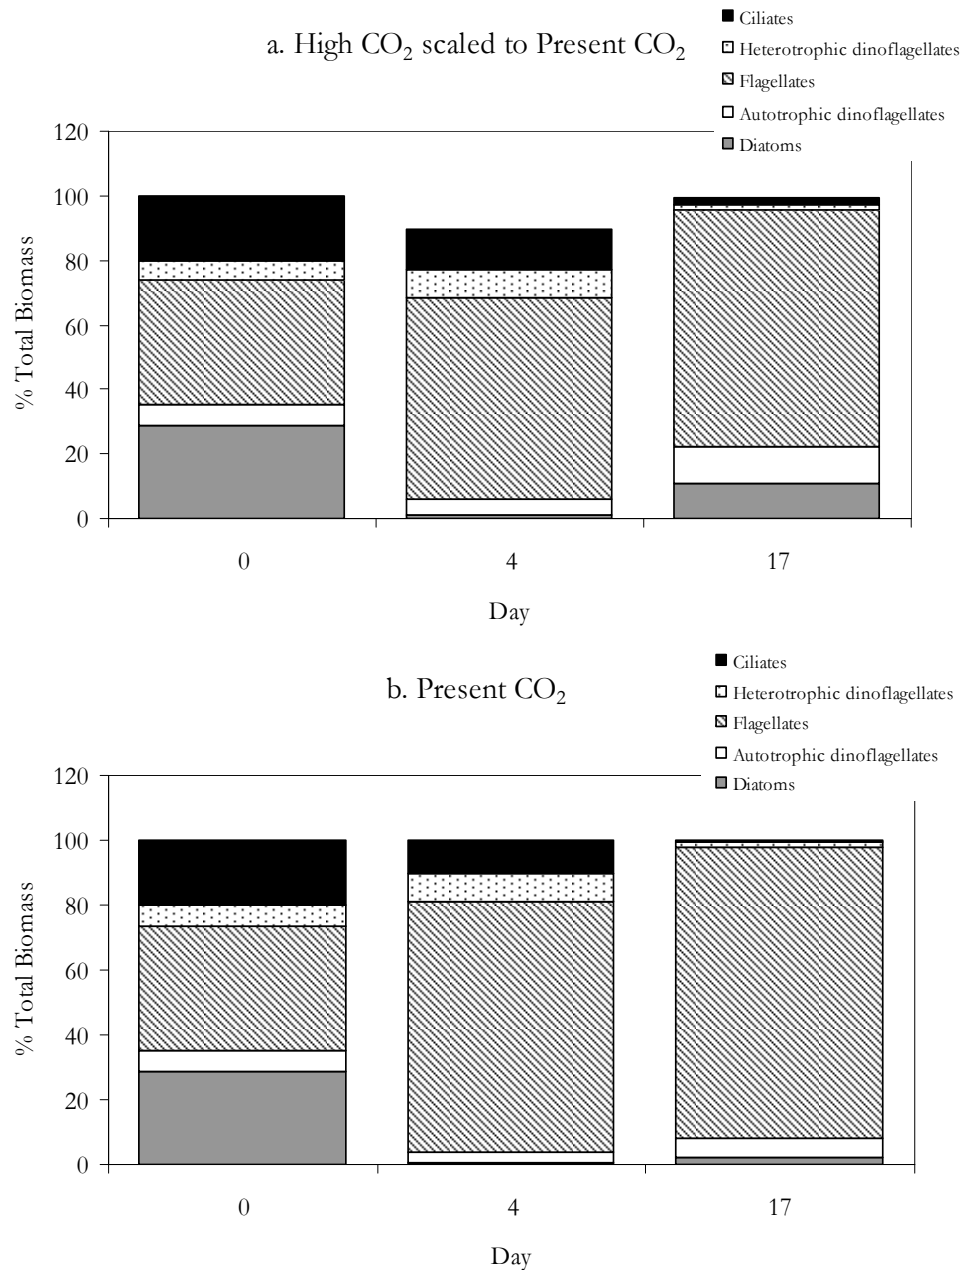 a. High CO₂ scaled to Present CO₂
Ciliates
Heterotrophic dinoflagellates
Flagellates
Autotrophic dinoflagellates
Diatoms
120
100
80
60
40
20
0
% Total Biomass
0 4 17
Day
b. Present CO₂
Ciliates
Heterotrophic dinoflagellates
Flagellates
Autotrophic dinoflagellates
Diatoms
120
100
80
60
40
20
0
% Total Biomass
0 4 17
Day